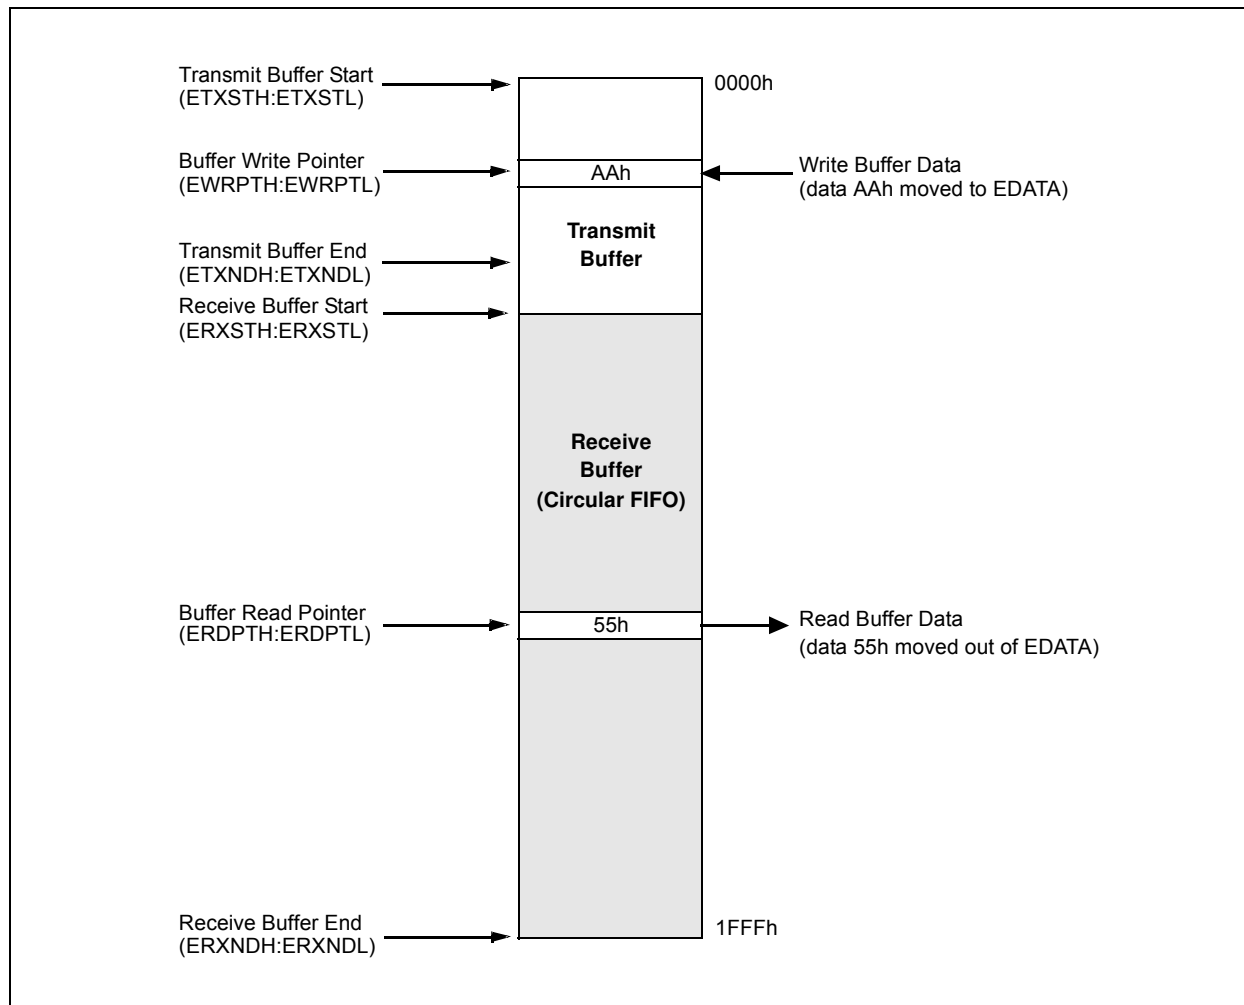 Transmit Buffer Start
(ETXSTH:ETXSTL)
0000h
Buffer Write Pointer
(EWRPTH:EWRPTL)
AAh
Write Buffer Data
(data AAh moved to EDATA)
Transmit
Buffer
Transmit Buffer End
(ETXNDH:ETXNDL)
Receive Buffer Start
(ERXSTH:ERXSTL)
Receive
Buffer
(Circular FIFO)
Buffer Read Pointer
(ERDPTH:ERDPTL)
55h
Read Buffer Data
(data 55h moved out of EDATA)
Receive Buffer End
(ERXNDH:ERXNDL)
1FFFh